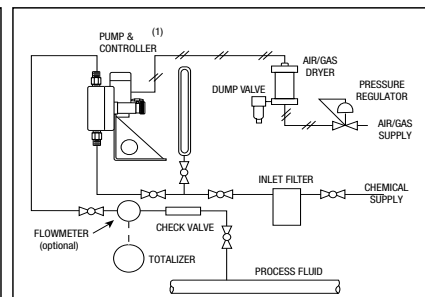 PUMP &
CONTROLLER
(1)
AIR/GAS
DRYER
DUMP VALVE
PRESSURE
REGULATOR
AIR/GAS
SUPPLY
INLET FILTER
CHEMICAL
SUPPLY
FLOWMETER
(optional)
CHECK VALVE
TOTALIZER
PROCESS FLUID